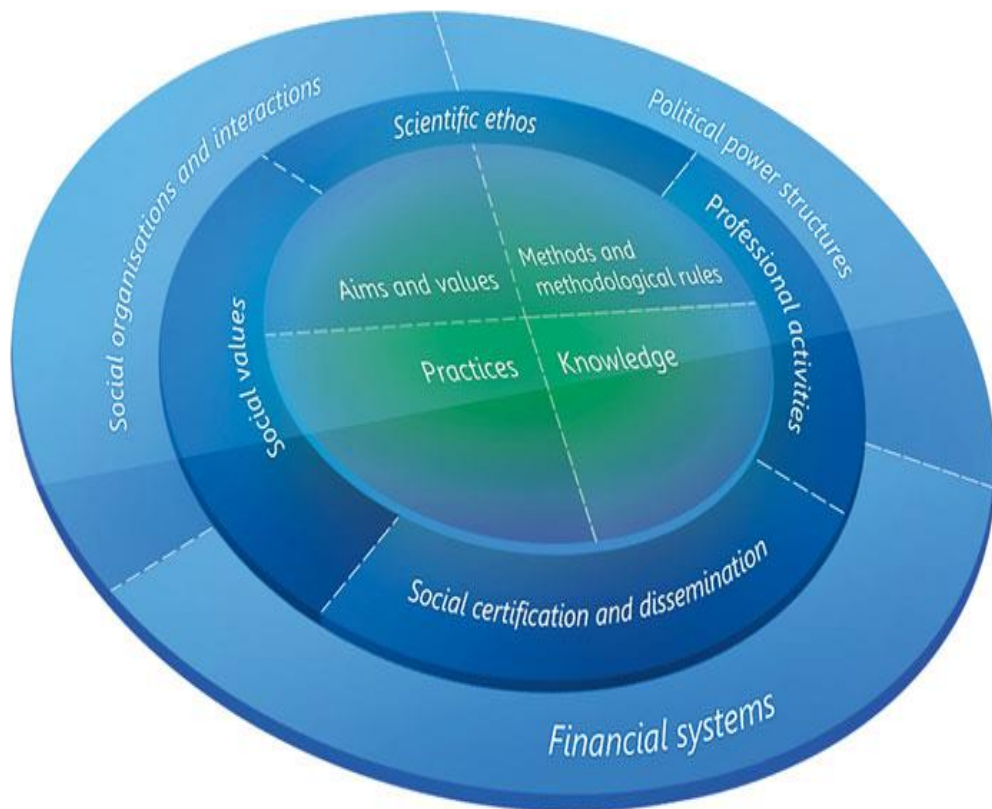 Social organisations and interactions
Political power structures
Scientific ethos
Professional activities
Social values
Aims and values
Methods and
methodological rules
Practices
Knowledge
Social certification and dissemination
Financial systems